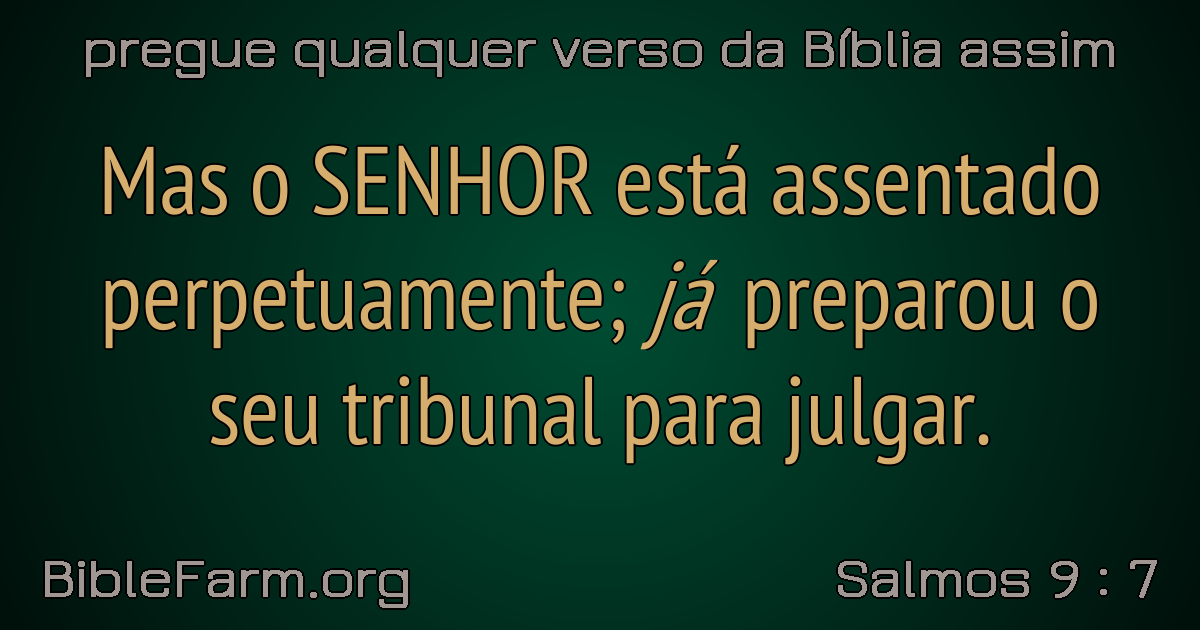 pregue qualquer verso da Bíblia assim
Mas o SENHOR está assentado
perpetuamente; já preparou o
seu tribunal para julgar.
BibleFarm.org
Salmos 9 : 7